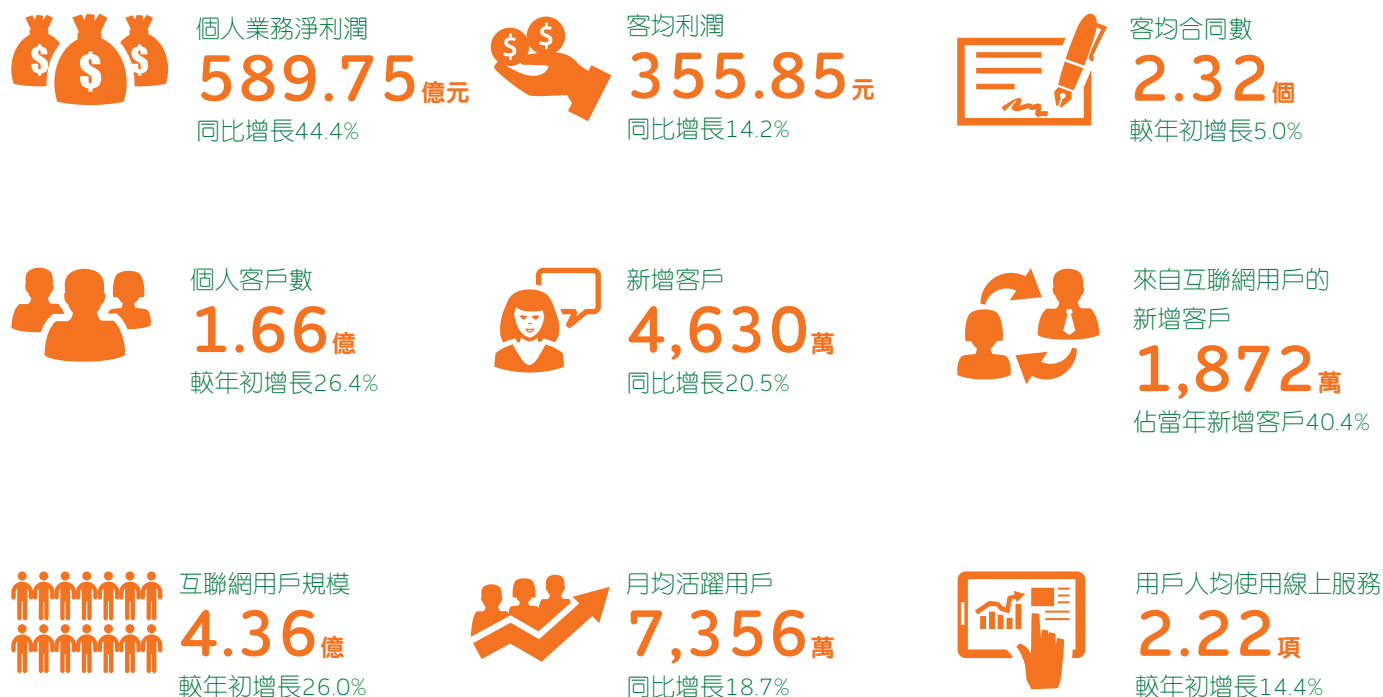 個人業務淨利潤
589.75億元
同比增長44.4%
客均利潤
355.85元
同比增長14.2%
客均合同數
2.32個
較年初增長5.0%
個人客戶數
1.66億
較年初增長26.4%
新增客戶
4,630萬
同比增長20.5%
來自互聯網用戶的
新增客戶
1,872萬
佔當年新增客戶40.4%
互聯網用戶規模
4.36億
較年初增長26.0%
月均活躍用戶
7,356萬
同比增長18.7%
用戶人均使用線上服務
2.22項
較年初增長14.4%